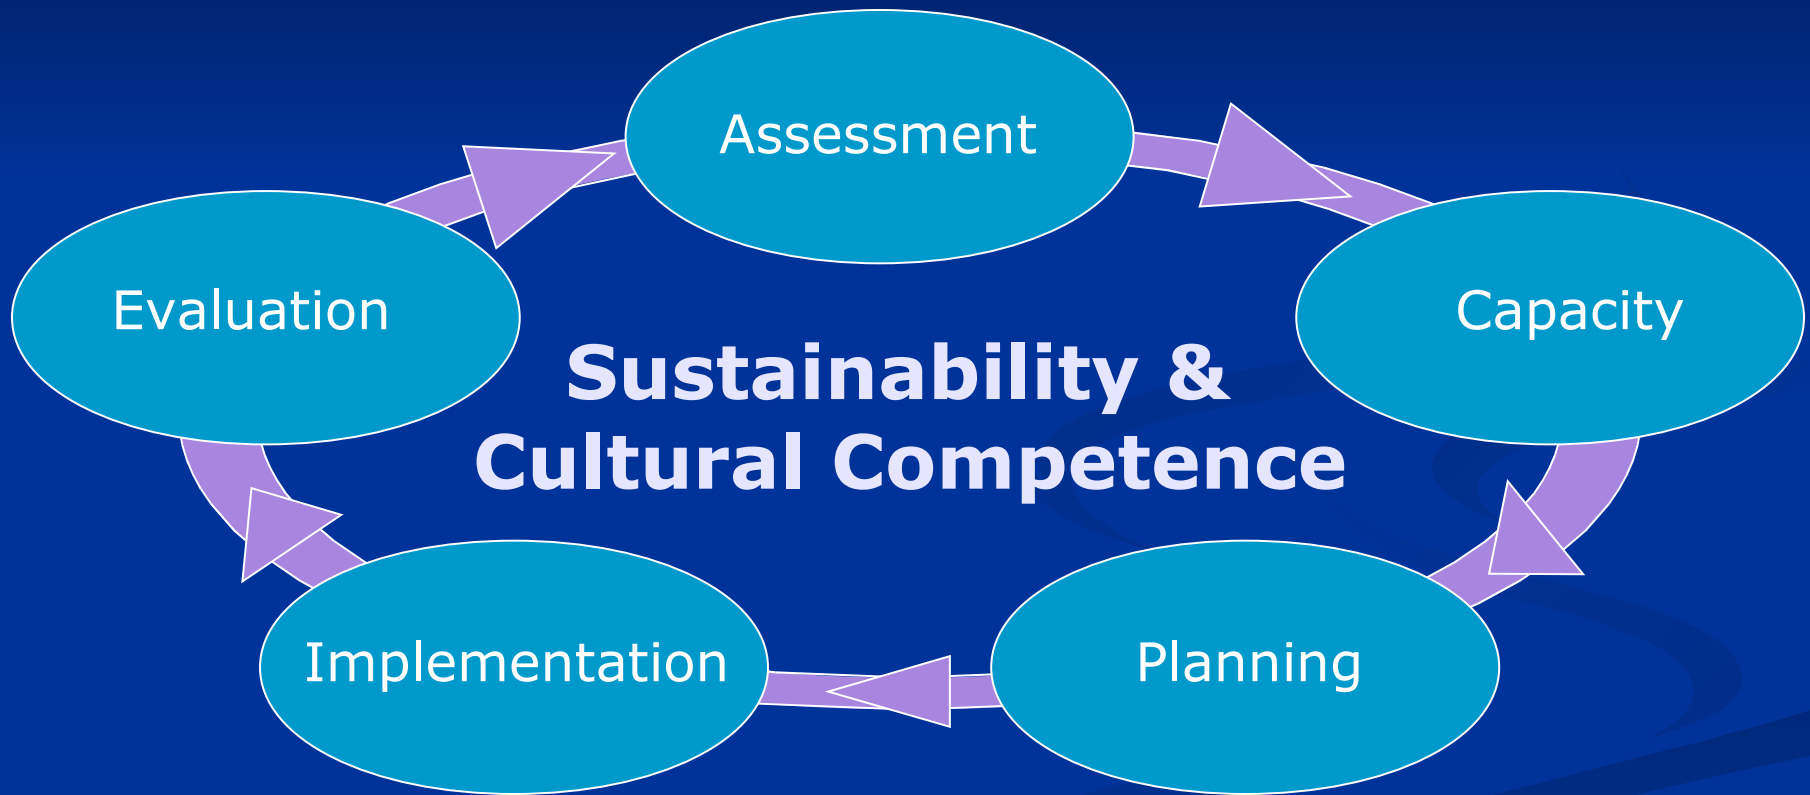 Assessment
Evaluation
Capacity
Sustainability &
Cultural Competence
Implementation
Planning